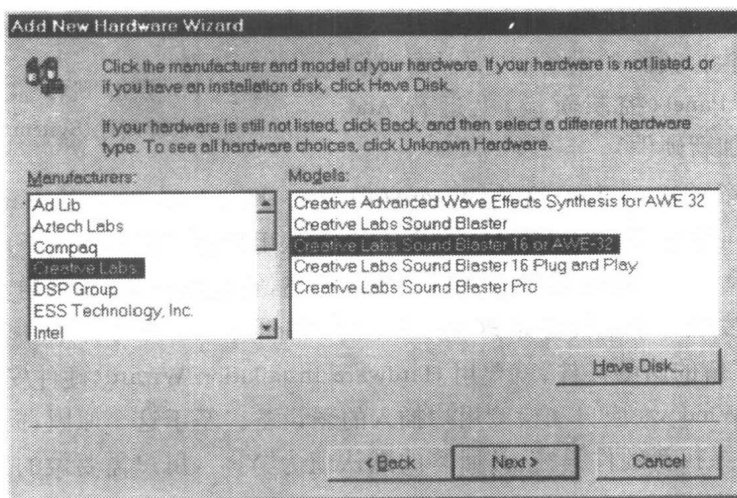 Add New Hardware Wizard
Click the manufacturer and model of your hardware. If your hardware is not listed, or
if you have an installation disk, click Have Disk.
If your hardware is still not listed, click Back, and then select a different hardware
type. To see all hardware choices, click Unknown Hardware.
Manufacturers:
Ad Lib
Aztech Labs
Compaq
Creative Labs
DSP Group
ESS Technology, Inc.
Intel
Models:
Creative Advanced Wave Effects Synthesis for AWE 32
Creative Labs Sound Blaster
Creative Labs Sound Blaster 16 or AWE-32
Creative Labs Sound Blaster 16 Plug and Play
Creative Labs Sound Blaster Pro
Have Disk...
< Back
Next >
Cancel